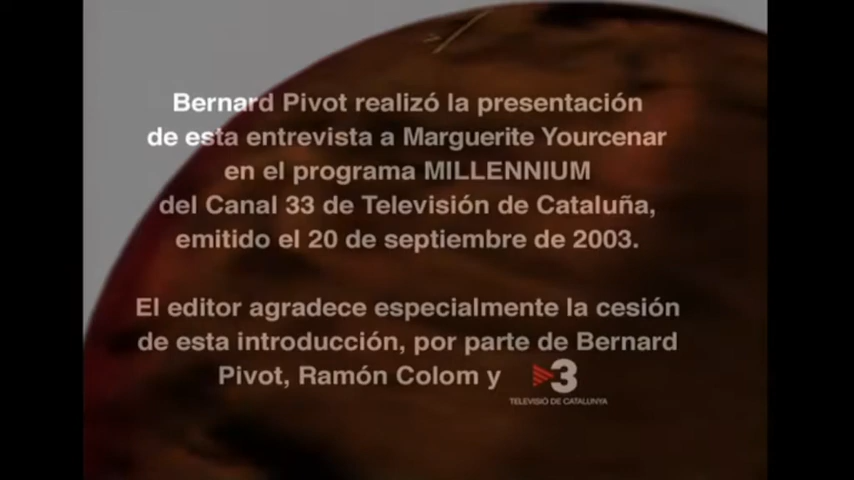 Bernard Pivot realizó la presentación
de esta entrevista a Marguerite Yourcenar
en el programa MILLENNIUM
del Canal 33 de Televisión de Cataluña,
emitido el 20 de septiembre de 2003.
El editor agradece especialmente la cesión
de esta introducción, por parte de Bernard
Pivot, Ramón Colom y 3
TELEVISIÓ DE CATALUNYA